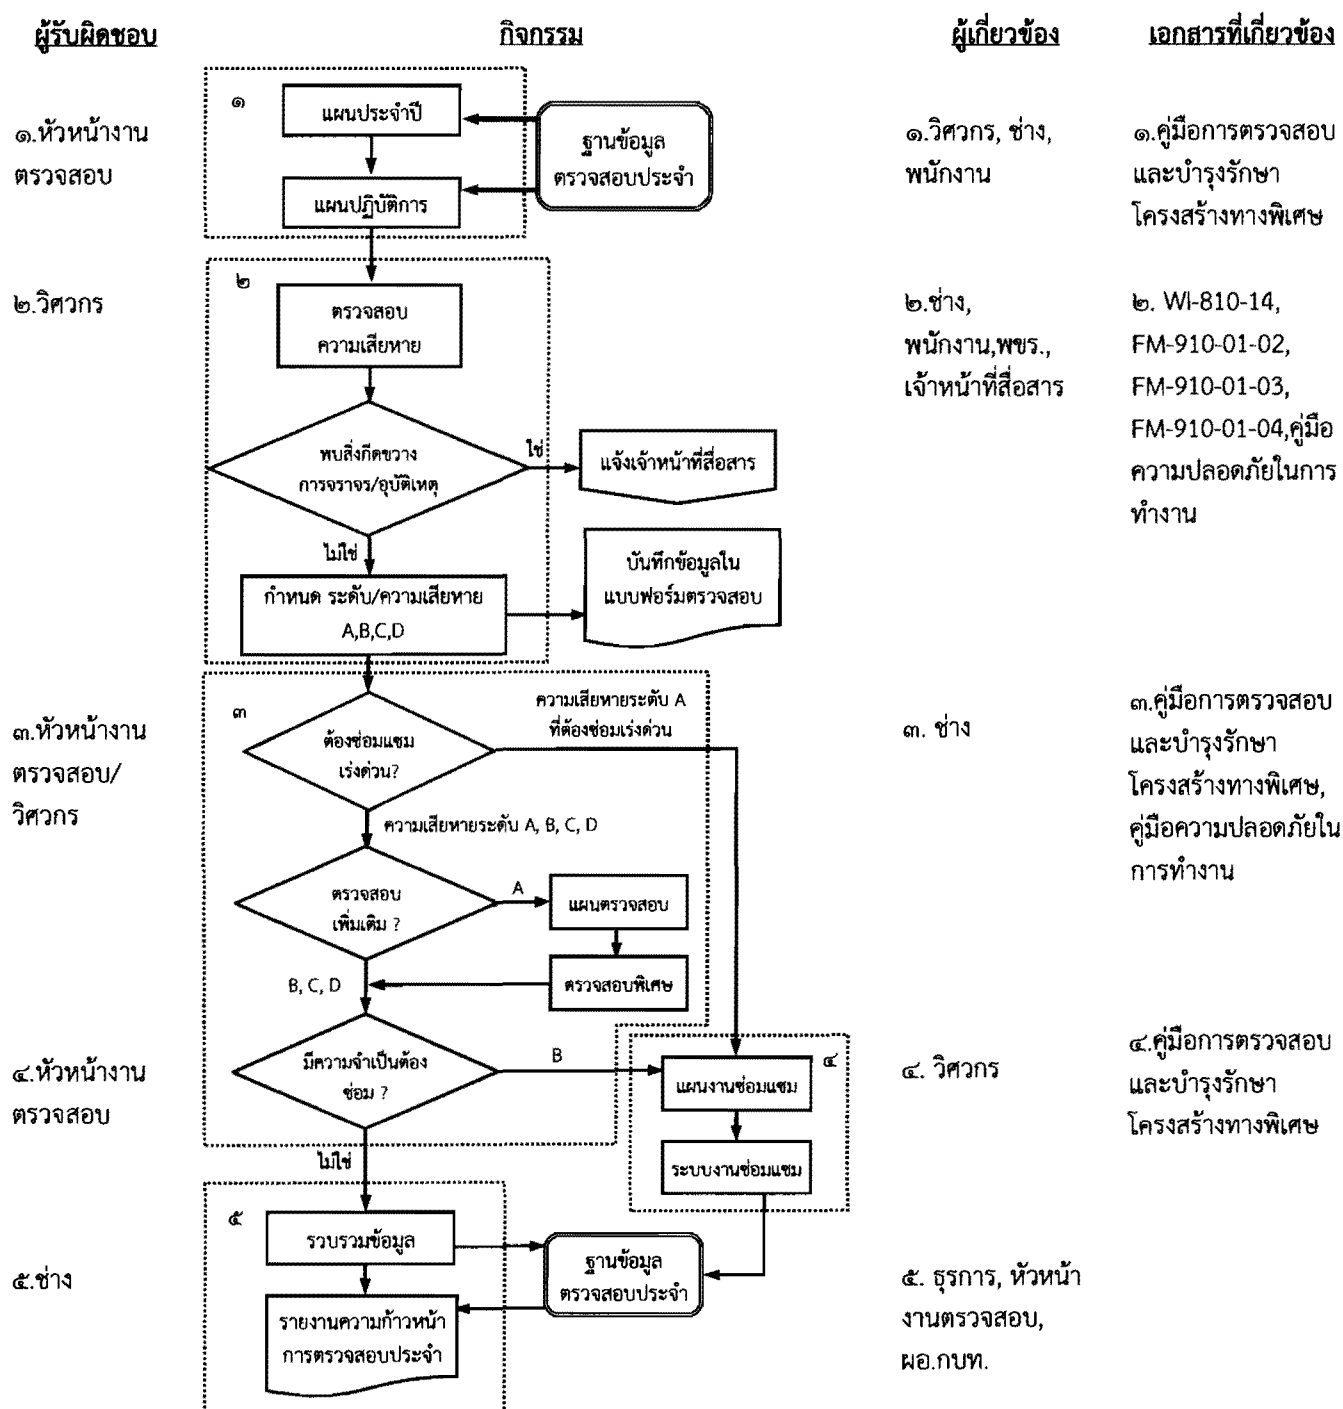 ผู้รับผิดชอบ
กิจกรรม
ผู้เกี่ยวข้อง
เอกสารที่เกี่ยวข้อง
๑.หัวหน้างาน
ตรวจสอบ
๑
แผนประจำปี
แผนปฏิบัติการ
ฐานข้อมูล
ตรวจสอบประจำ
๑.วิศวกร, ช่าง,
พนักงาน
๑.คู่มือการตรวจสอบ
และบำรุงรักษา
โครงสร้างทางพิเศษ
๒.วิศวกร
๒
ตรวจสอบ
ความเสียหาย
พบสิ่งกีดขวาง
การจราจร/อุบัติเหตุ
ใช่
แจ้งเจ้าหน้าที่สื่อสาร
ไม่ใช่
กำหนด ระดับ/ความเสียหาย
A,B,C,D
บันทึกข้อมูลใน
แบบฟอร์มตรวจสอบ
๒.ช่าง,
พนักงาน,พขร.,
เจ้าหน้าที่สื่อสาร
๒. WI-810-14,
FM-910-01-02,
FM-910-01-03,
FM-910-01-04,คู่มือ
ความปลอดภัยในการ
ทำงาน
๓.หัวหน้างาน
ตรวจสอบ/
วิศวกร
๓
ต้องซ่อมแซม
เร่งด่วน?
ความเสียหายระดับ A
ที่ต้องซ่อมเร่งด่วน
ความเสียหายระดับ A, B, C, D
ตรวจสอบ
เพิ่มเติม ?
A
แผนตรวจสอบ
ตรวจสอบพิเศษ
B, C, D
๓. ช่าง
๓.คู่มือการตรวจสอบ
และบำรุงรักษา
โครงสร้างทางพิเศษ,
คู่มือความปลอดภัยใน
การทำงาน
๔.หัวหน้างาน
ตรวจสอบ
มีความจำเป็นต้อง
ซ่อม ?
B
๔
แผนงานซ่อมแซม
ระบบงานซ่อมแซม
ไม่ใช่
๔. วิศวกร
๔.คู่มือการตรวจสอบ
และบำรุงรักษา
โครงสร้างทางพิเศษ
๕.ช่าง
๕
รวบรวมข้อมูล
ฐานข้อมูล
ตรวจสอบประจำ
รายงานความก้าวหน้า
การตรวจสอบประจำ
๕. ธุรการ, หัวหน้า
งานตรวจสอบ,
ผอ.กบท.